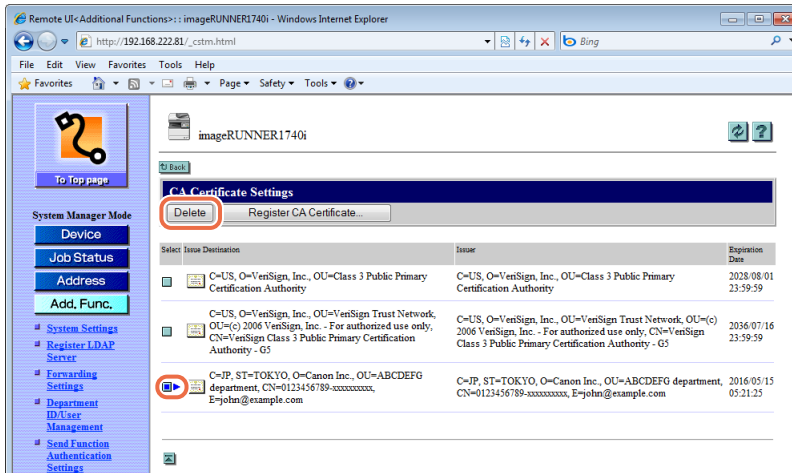 Remote UI<Additional Functions>: : imageRUNNER1740i - Windows Internet Explorer
http://192.168.222.81/_cstm.html
Bing
File Edit View Favorites Tools Help
Favorites Page Safety Tools
imageRUNNER1740i
To Top page
Back
CA Certificate Settings
Delete Register CA Certificate...
System Manager Mode
Device
Job Status
Address
Add. Func.
System Settings
Register LDAP
Server
Forwarding
Settings
Department
ID/User
Management
Send Function
Authentication
Settings
Select Issue Destination Issuer Expiration
Date
C=US, O=VeriSign, Inc., OU=Class 3 Public Primary
Certification Authority
C=US, O=VeriSign, Inc., OU=Class 3 Public Primary
Certification Authority
2028/08/01
23:59:59
C=US, O=VeriSign, Inc., OU=VeriSign Trust Network,
OU=(c) 2006 VeriSign, Inc. - For authorized use only,
CN=VeriSign Class 3 Public Primary Certification
Authority - G5
C=US, O=VeriSign, Inc., OU=VeriSign Trust Network, OU=(c)
2006 VeriSign, Inc. - For authorized use only, CN=VeriSign
Class 3 Public Primary Certification Authority - G5
2036/07/16
23:59:59
C=JP, ST=TOKYO, O=Canon Inc., OU=ABCDEFG
department, CN=0123456789-xxxxxxxxxx,
E=john@example.com
C=JP, ST=TOKYO, O=Canon Inc., OU=ABCDEFG department,
CN=0123456789-xxxxxxxxxx, E=john@example.com
2016/05/15
05:21:25